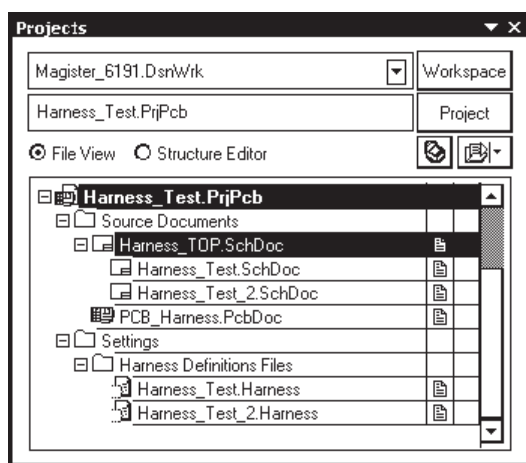 Projects
Magister_6191.DsnWrk Workspace
Harness_Test.PrjPcb Project
File View Structure Editor
Harness_Test.PrjPcb
Source Documents
Harness_TOP.SchDoc
Harness_Test.SchDoc
Harness_Test_2.SchDoc
PCB_Harness.PcbDoc
Settings
Harness Definitions Files
Harness_Test.Harness
Harness_Test_2.Harness